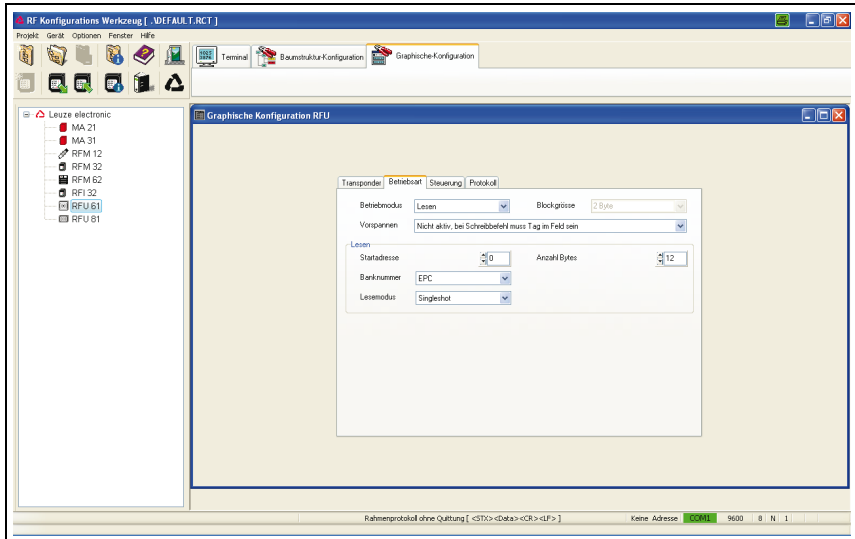 RF Konfigurations Werkzeug [ .\DEFAULT.RCT ]
Projekt Gerät Optionen Fenster Hilfe
Terminal Baumstruktur-Konfiguration Graphische-Konfiguration
Leuze electronic
MA 21
MA 31
RFM 12
RFM 32
RFM 62
RFI 32
RFU 61
RFU 81
Graphische Konfiguration RFU
Transponder Betriebsart Steuerung Protokoll
Betriebmodus Lesen Blockgrösse 2 Byte
Vorspannen Nicht aktiv, bei Schreibbefehl muss Tag im Feld sein
Lesen
Startadresse 0 Anzahl Bytes 12
Banknummer EPC
Lesemodus Singleshot
Rahmenprotokoll ohne Quittung [ <STX><Data><CR><LF> ] Keine Adresse COM1 9600 8 N 1